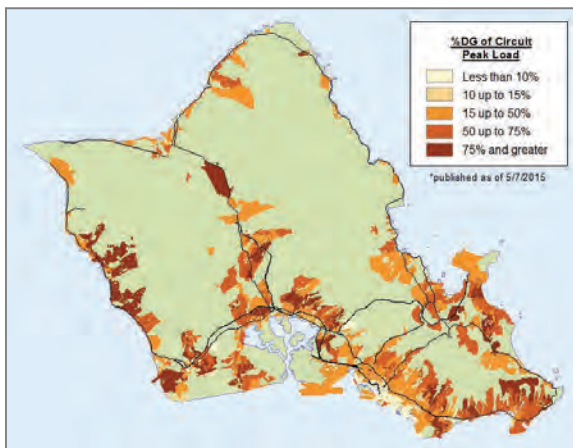 %DG of Circuit
Peak Load
Less than 10%
10 up to 15%
15 up to 50%
50 up to 75%
75% and greater
*published as of 5/7/2015